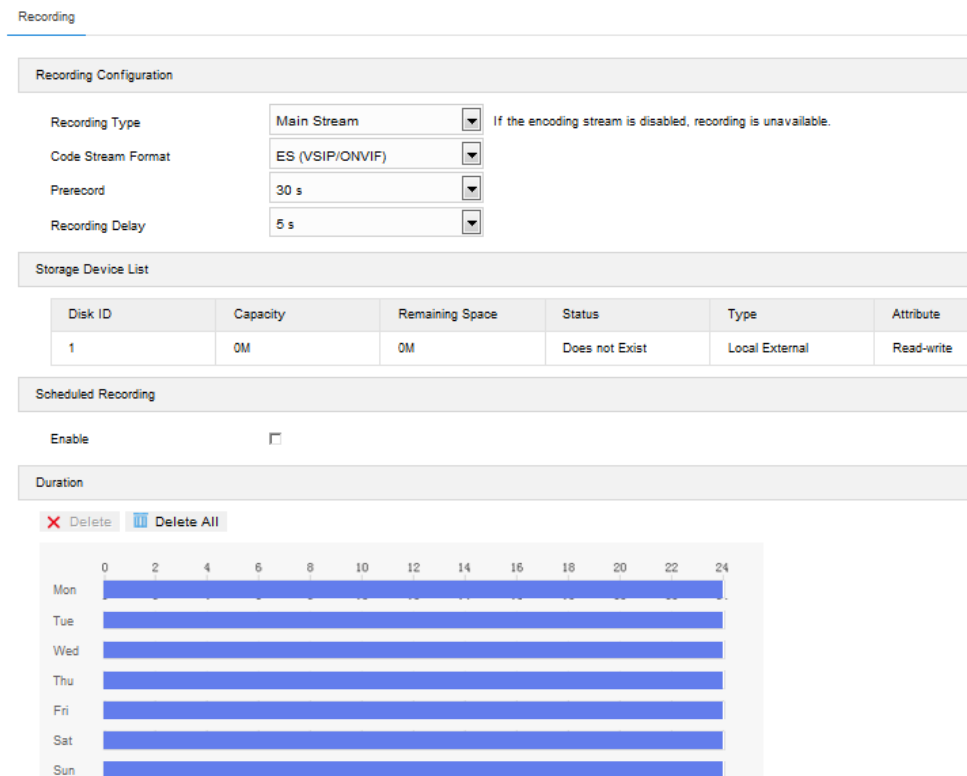 Recording
Recording Configuration
Recording Type Main Stream If the encoding stream is disabled, recording is unavailable.
Code Stream Format ES (VSIP/ONVIF)
Prerecord 30 s
Recording Delay 5 s
Storage Device List
Disk ID Capacity Remaining Space Status Type Attribute
1 0M 0M Does not Exist Local External Read-write
Scheduled Recording
Enable
Duration
Delete Delete All
0 2 4 6 8 10 12 14 16 18 20 22 24
Mon
Tue
Wed
Thu
Fri
Sat
Sun